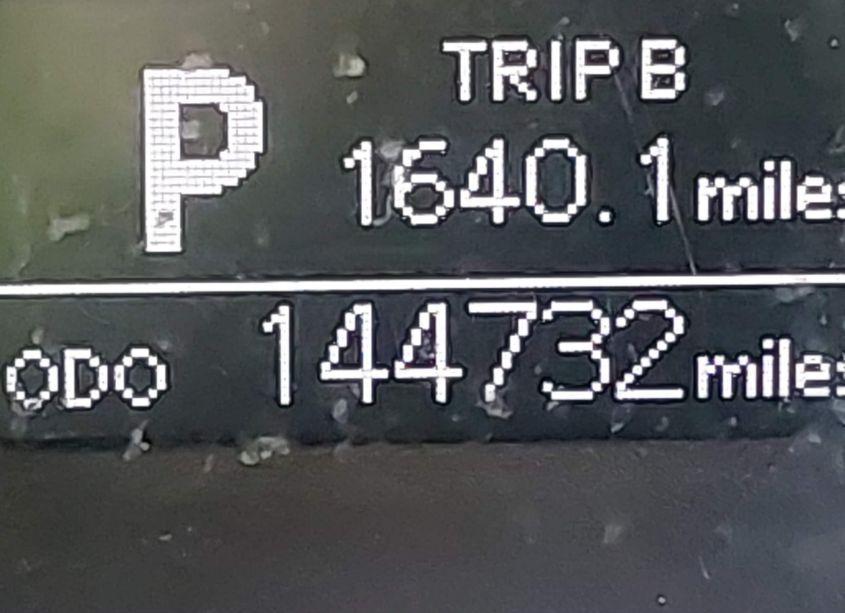 P
TRIP B
1640.1 miles
ODO 144732 miles